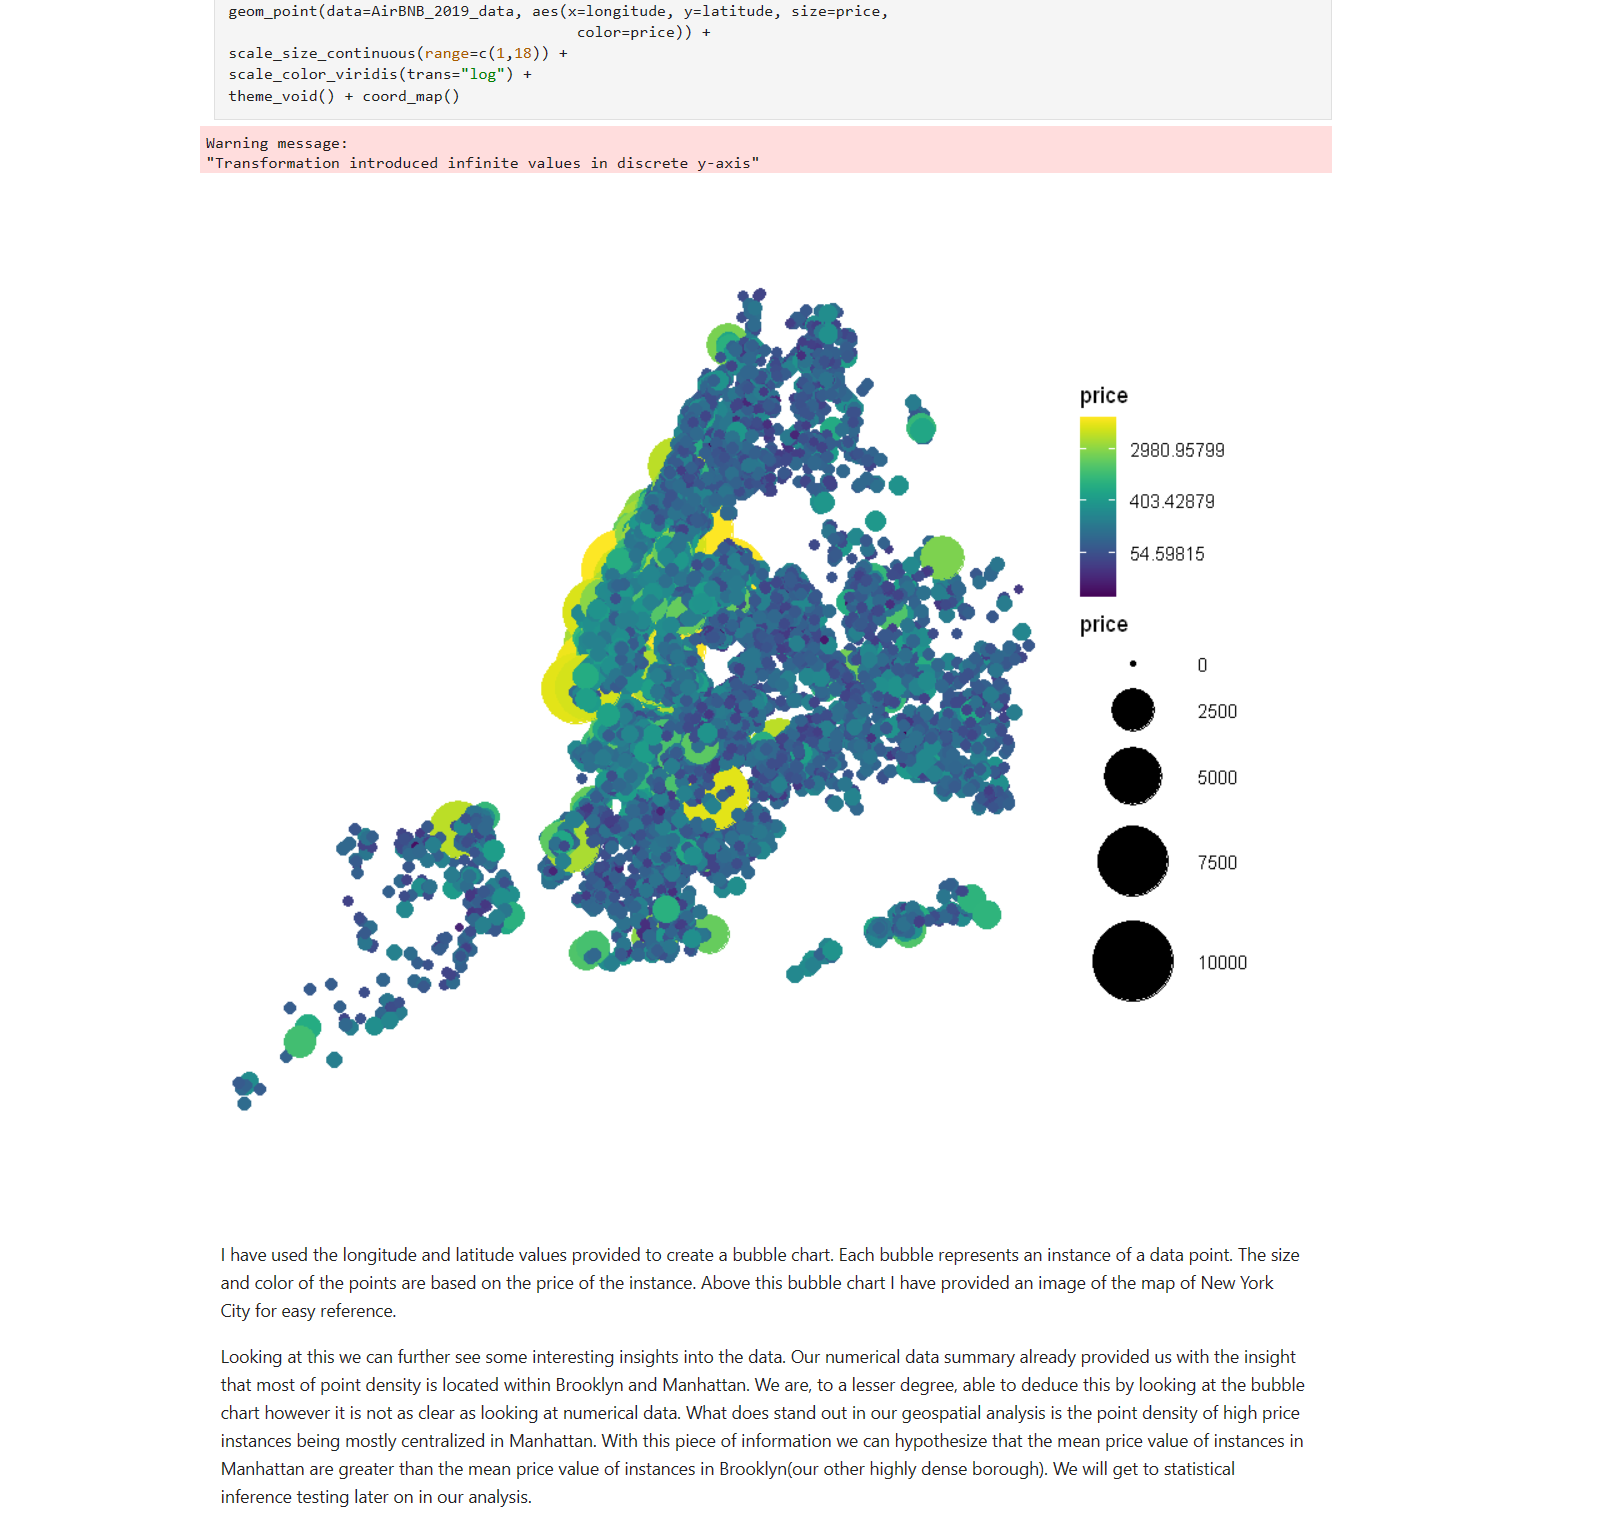 geom_point(data=AirBNB_2019_data, aes(x=longitude, y=latitude, size=price,
color=price)) +
scale_size_continuous(range=c(1,18)) +
scale_color_viridis(trans="log") +
theme_void() + coord_map()
Warning message:
"Transformation introduced infinite values in discrete y-axis"
price
2980.95799
403.42879
54.59815
price
0
2500
5000
7500
10000
I have used the longitude and latitude values provided to create a bubble chart. Each bubble represents an instance of a data point. The size
and color of the points are based on the price of the instance. Above this bubble chart I have provided an image of the map of New York
City for easy reference.
Looking at this we can further see some interesting insights into the data. Our numerical data summary already provided us with the insight
that most of point density is located within Brooklyn and Manhattan. We are, to a lesser degree, able to deduce this by looking at the bubble
chart however it is not as clear as looking at numerical data. What does stand out in our geospatial analysis is the point density of high price
instances being mostly centralized in Manhattan. With this piece of information we can hypothesize that the mean price value of instances in
Manhattan are greater than the mean price value of instances in Brooklyn(our other highly dense borough). We will get to statistical
inference testing later on in our analysis.